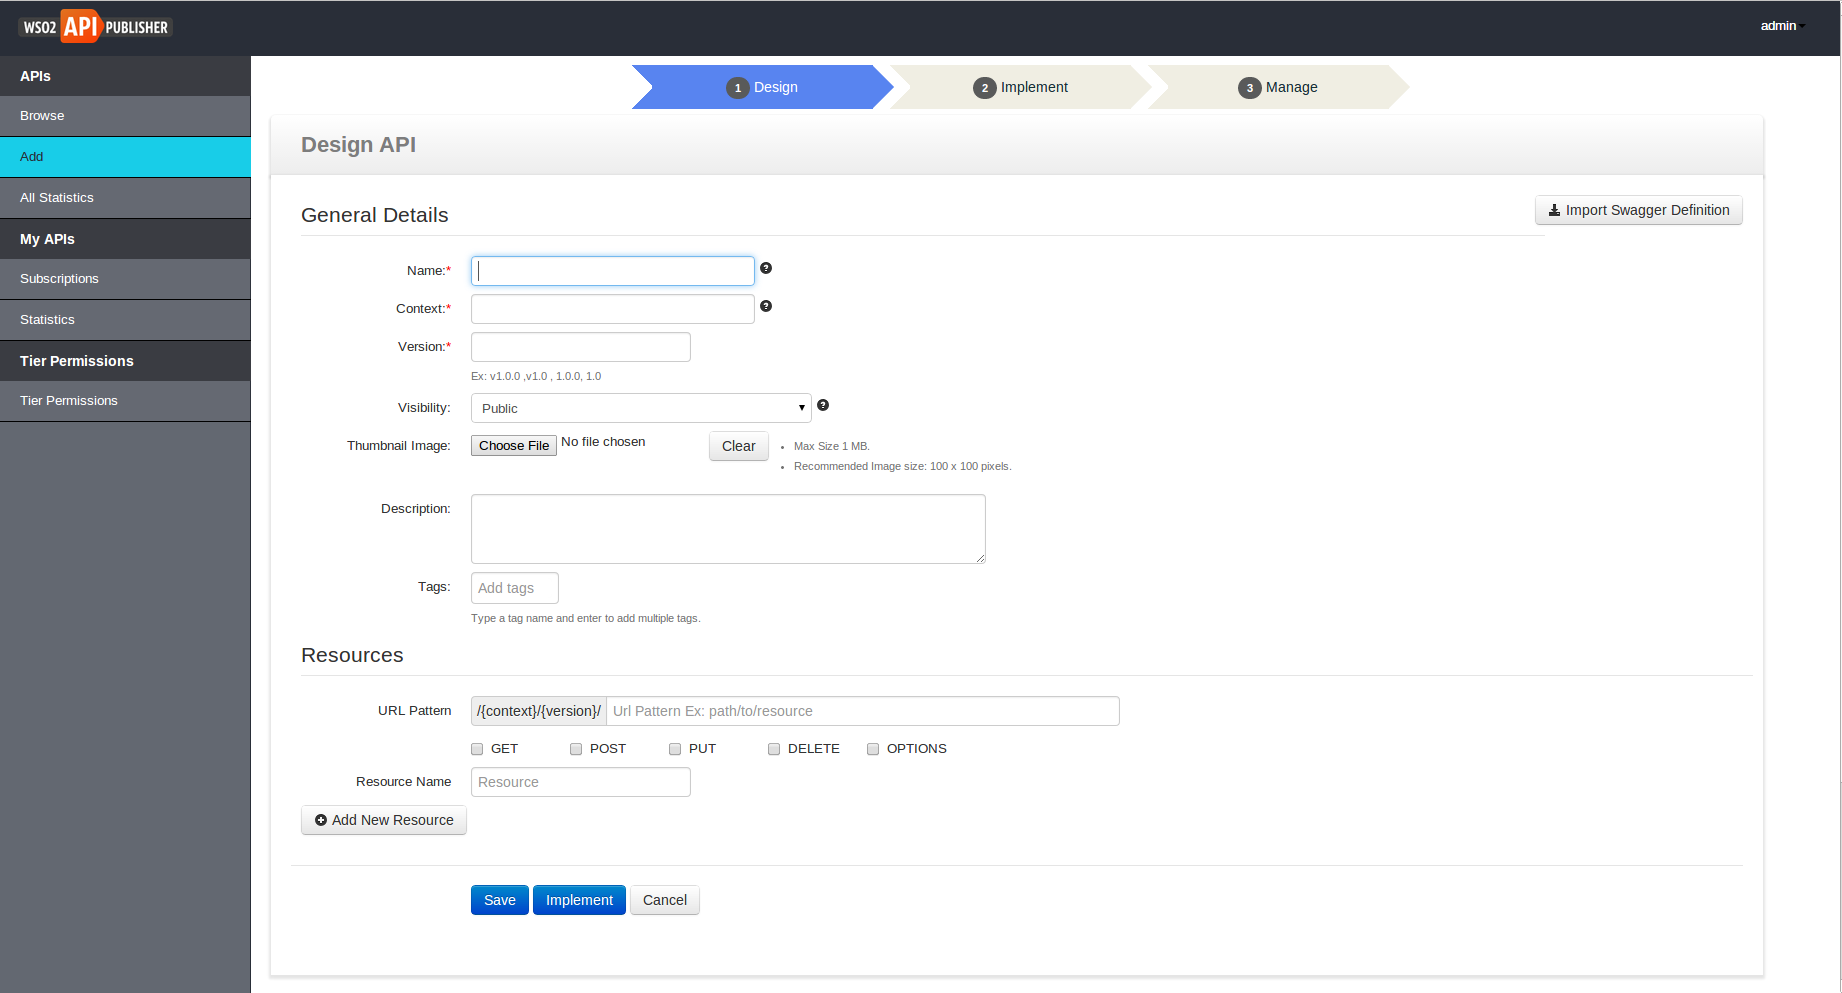 WSO2 API PUBLISHER
admin
APIs
Browse
Add
All Statistics
My APIs
Subscriptions
Statistics
Tier Permissions
Tier Permissions
1 Design
2 Implement
3 Manage
Design API
General Details
Import Swagger Definition
Name:*
Context:*
Version:*
Ex: v1.0.0 ,v1.0 , 1.0.0, 1.0
Visibility: Public
Thumbnail Image: Choose File No file chosen Clear
• Max Size 1 MB.
• Recommended Image size: 100 x 100 pixels.
Description:
Tags: Add tags
Type a tag name and enter to add multiple tags.
Resources
URL Pattern /{context}/{version}/ Url Pattern Ex: path/to/resource
GET POST PUT DELETE OPTIONS
Resource Name Resource
Add New Resource
Save Implement Cancel